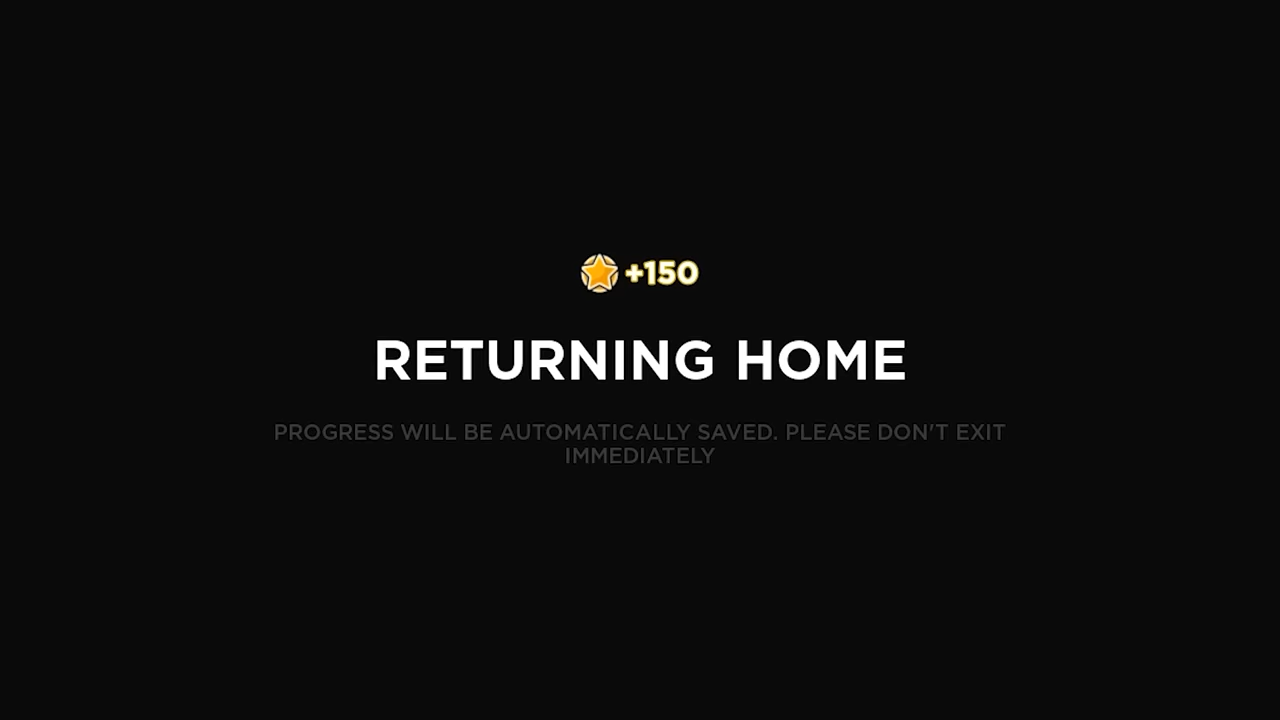 +150
RETURNING HOME
PROGRESS WILL BE AUTOMATICALLY SAVED. PLEASE DON'T EXIT
IMMEDIATELY